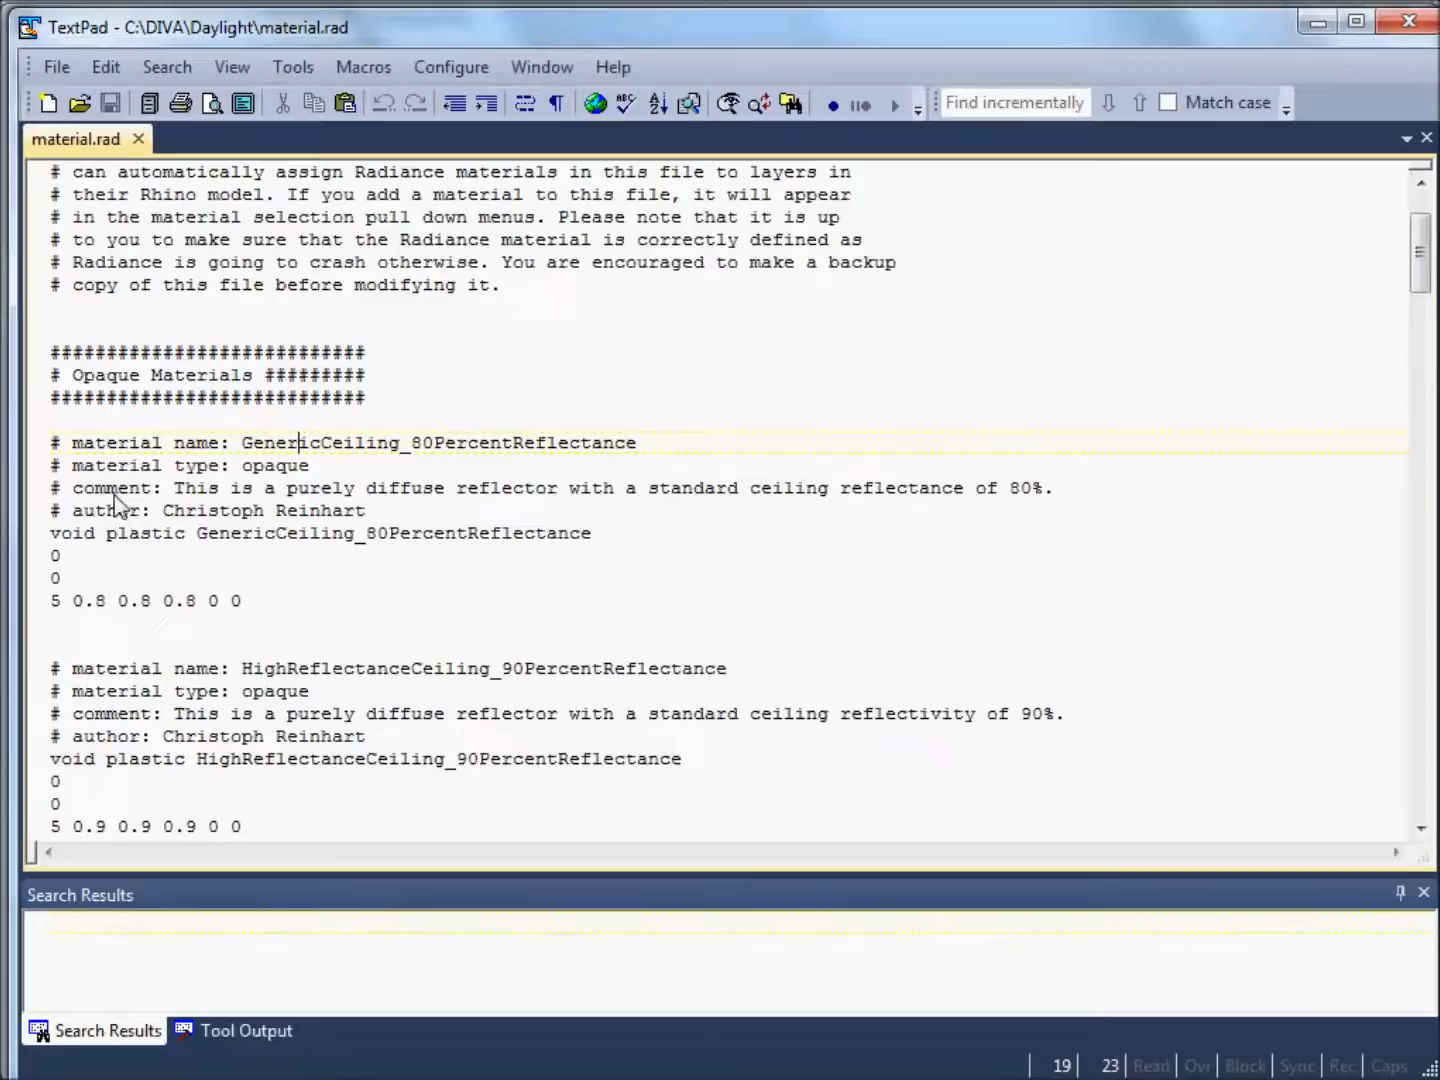 TextPad - C:\DIVA\Daylight\material.rad
File Edit Search View Tools Macros Configure Window Help
Find incrementally Match case
material.rad
# can automatically assign Radiance materials in this file to layers in
# their Rhino model. If you add a material to this file, it will appear
# in the material selection pull down menus. Please note that it is up
# to you to make sure that the Radiance material is correctly defined as
# Radiance is going to crash otherwise. You are encouraged to make a backup
# copy of this file before modifying it.
############################
# Opaque Materials #########
############################
# material name: GenericCeiling_80PercentReflectance
# material type: opaque
# comment: This is a purely diffuse reflector with a standard ceiling reflectance of 80%.
# author: Christoph Reinhart
void plastic GenericCeiling_80PercentReflectance
0
0
5 0.8 0.8 0.8 0 0
# material name: HighReflectanceCeiling_90PercentReflectance
# material type: opaque
# comment: This is a purely diffuse reflector with a standard ceiling reflectivity of 90%.
# author: Christoph Reinhart
void plastic HighReflectanceCeiling_90PercentReflectance
0
0
5 0.9 0.9 0.9 0 0
Search Results
Search Results Tool Output
19 23 Read Ovr Block Sync Rec Caps